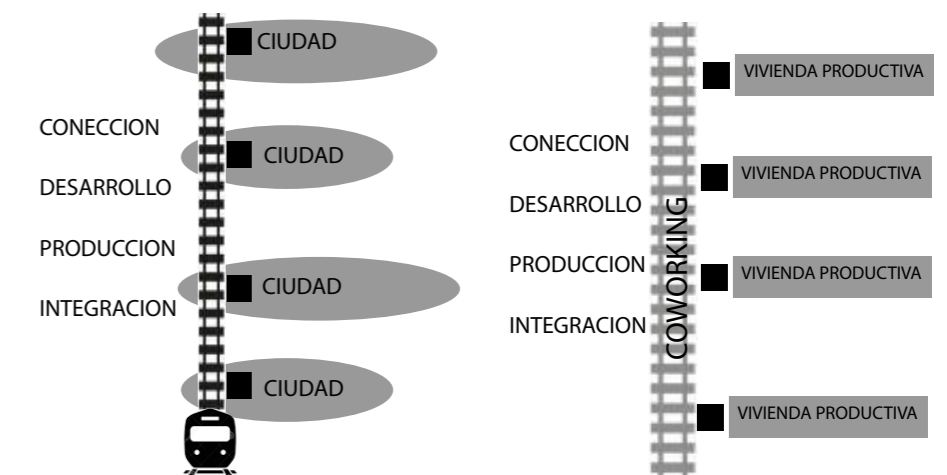 CIUDAD
CONECCION
CIUDAD
DESARROLLO
PRODUCCION
CIUDAD
INTEGRACION
CIUDAD
VIVIENDA PRODUCTIVA
CONECCION
VIVIENDA PRODUCTIVA
DESARROLLO
COWORKING
PRODUCCION
VIVIENDA PRODUCTIVA
INTEGRACION
VIVIENDA PRODUCTIVA